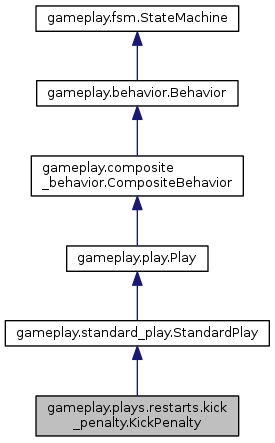 gameplay.fsm.StateMachine
gameplay.behavior.Behavior
gameplay.composite
_behavior.CompositeBehavior
gameplay.play.Play
gameplay.standard_play.StandardPlay
gameplay.plays.restarts.kick
_penalty.KickPenalty